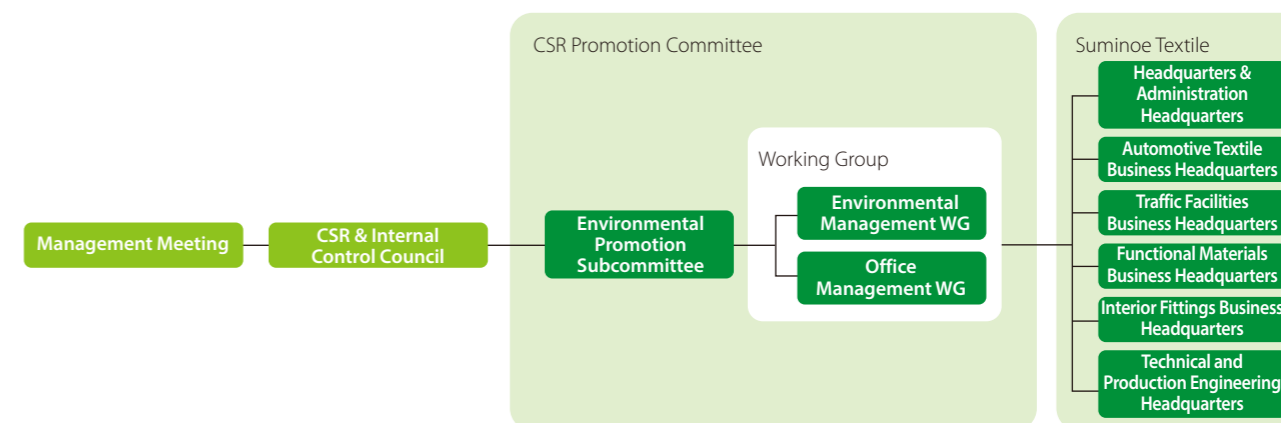 CSR Promotion Committee
Suminoe Textile
Headquarters &
Administration
Headquarters
Automotive Textile
Business Headquarters
Traffic Facilities
Business Headquarters
Functional Materials
Business Headquarters
Interior Fittings Business
Headquarters
Technical and
Production Engineering
Headquarters
Working Group
Environmental
Management WG
Office
Management WG
Environmental
Promotion
Subcommittee
CSR & Internal
Control Council
Management Meeting